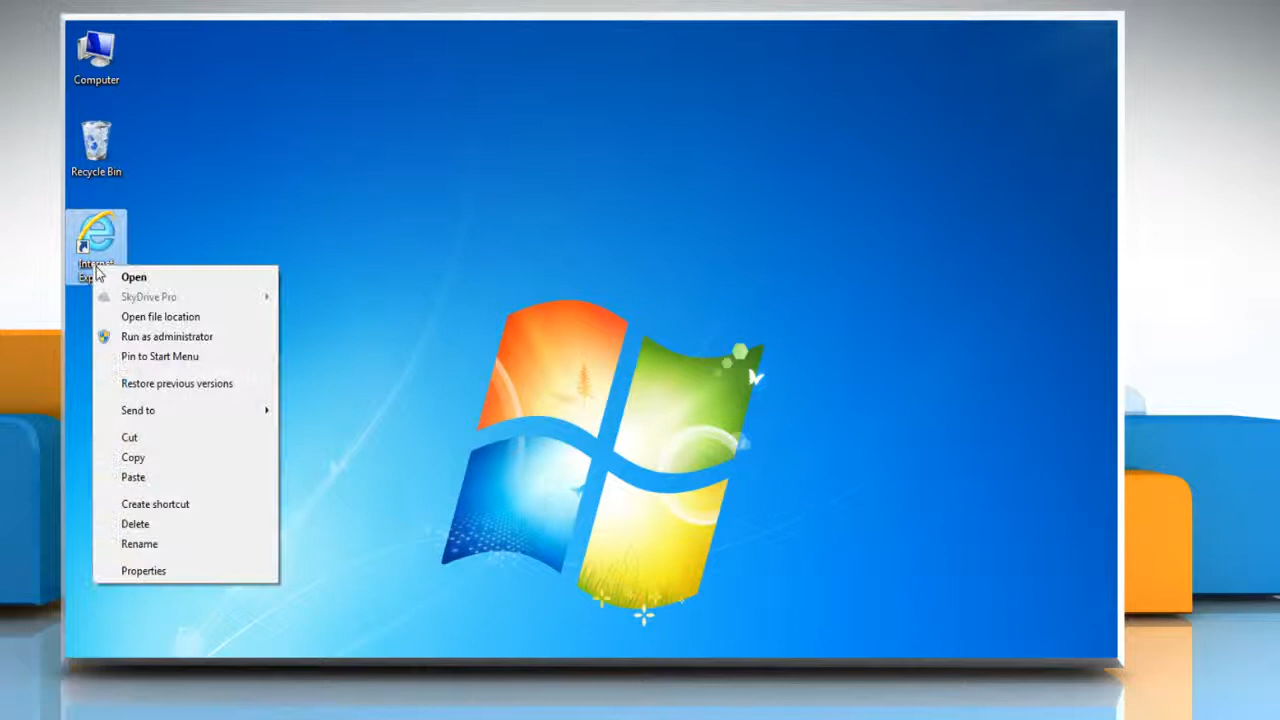 Computer
Recycle Bin
Open
SkyDrive Pro
Open file location
Run as administrator
Pin to Start Menu
Restore previous versions
Send to
Cut
Copy
Paste
Create shortcut
Delete
Rename
Properties